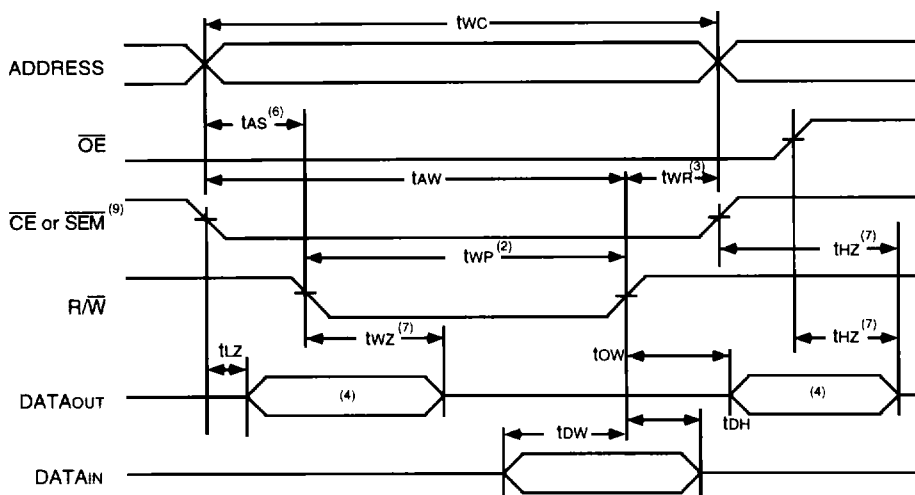 tWC
ADDRESS
tAS(6)
OE
tAW
tWR(3)
CE or SEM(9)
tWP(2)
tHZ(7)
R/W
tWZ(7)
tHZ(7)
tLZ
tOW
DATAOUT
(4)
(4)
tDH
tDW
DATAIN